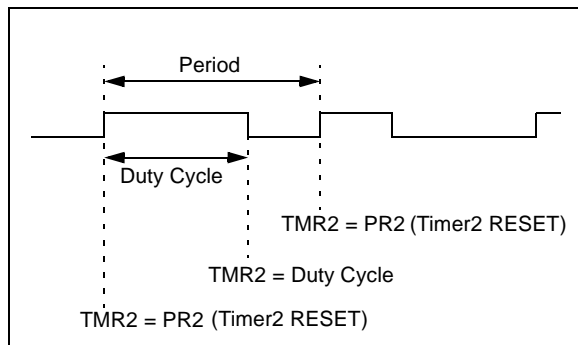 Period
Duty Cycle
TMR2 = PR2 (Timer2 RESET)
TMR2 = Duty Cycle
TMR2 = PR2 (Timer2 RESET)